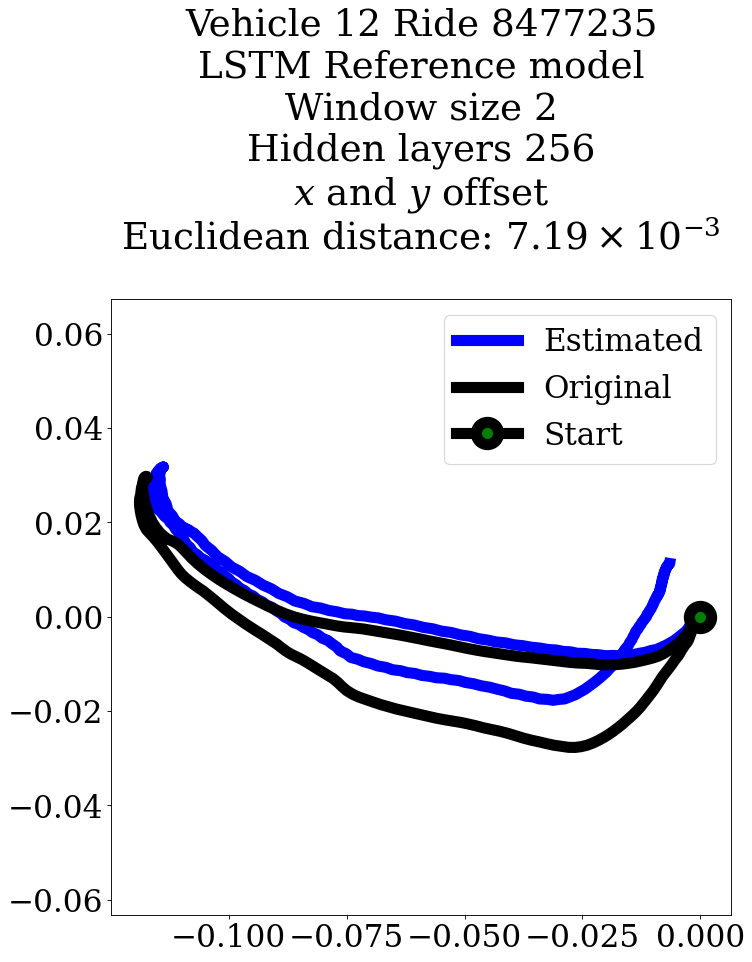 Vehicle 12 Ride 8477235
LSTM Reference model
Window size 2
Hidden layers 256
x and y offset
Euclidean distance: 7.19 × 10⁻³
Estimated
Original
Start
0.06
0.04
0.02
0.00
−0.02
−0.04
−0.06
−0.100 −0.075 −0.050 −0.025 0.000